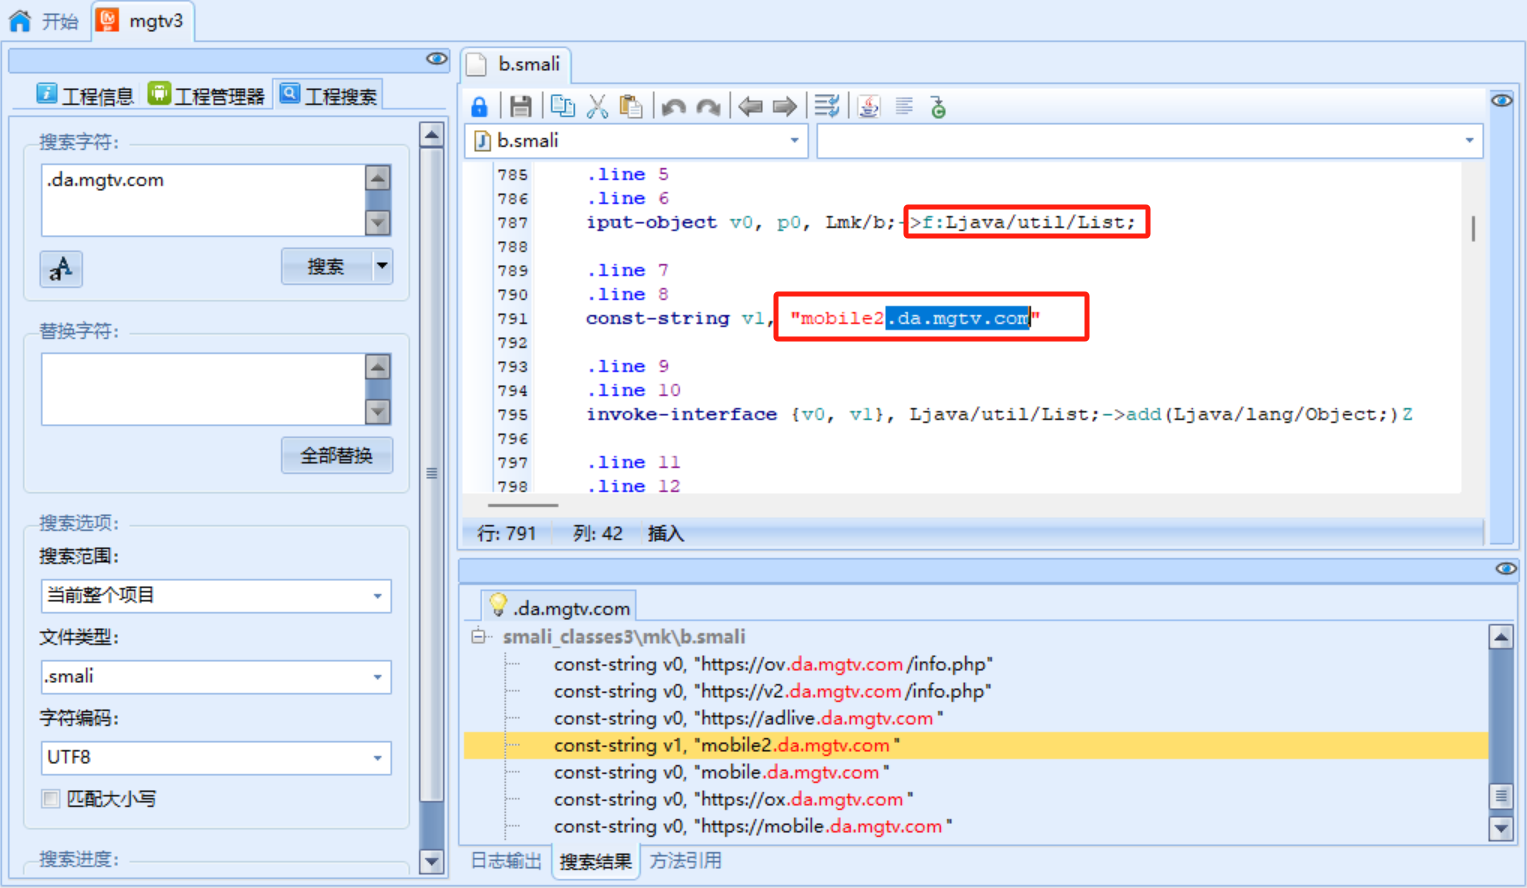 开始
mgtv3
工程信息
工程管理器
工程搜索
搜索字符:
.da.mgtv.com
aA
搜索
替换字符:
全部替换
搜索选项:
搜索范围:
当前整个项目
文件类型:
.smali
字符编码:
UTF8
匹配大小写
搜索进度:
b.smali
b.smali
785 .line 5
786 .line 6
787 iput-object v0, p0, Lmk/b;->f:Ljava/util/List;
788
789 .line 7
790 .line 8
791 const-string v1, "mobile2.da.mgtv.com"
792
793 .line 9
794 .line 10
795 invoke-interface {v0, v1}, Ljava/util/List;->add(Ljava/lang/Object;)Z
796
797 .line 11
798 .line 12
行: 791 列: 42 插入
.da.mgtv.com
smali_classes3\mk\b.smali
const-string v0, "https://ov.da.mgtv.com/info.php"
const-string v0, "https://v2.da.mgtv.com/info.php"
const-string v0, "https://adlive.da.mgtv.com"
const-string v1, "mobile2.da.mgtv.com"
const-string v0, "mobile.da.mgtv.com"
const-string v0, "https://ox.da.mgtv.com"
const-string v0, "https://mobile.da.mgtv.com"
日志输出 搜索结果 方法引用